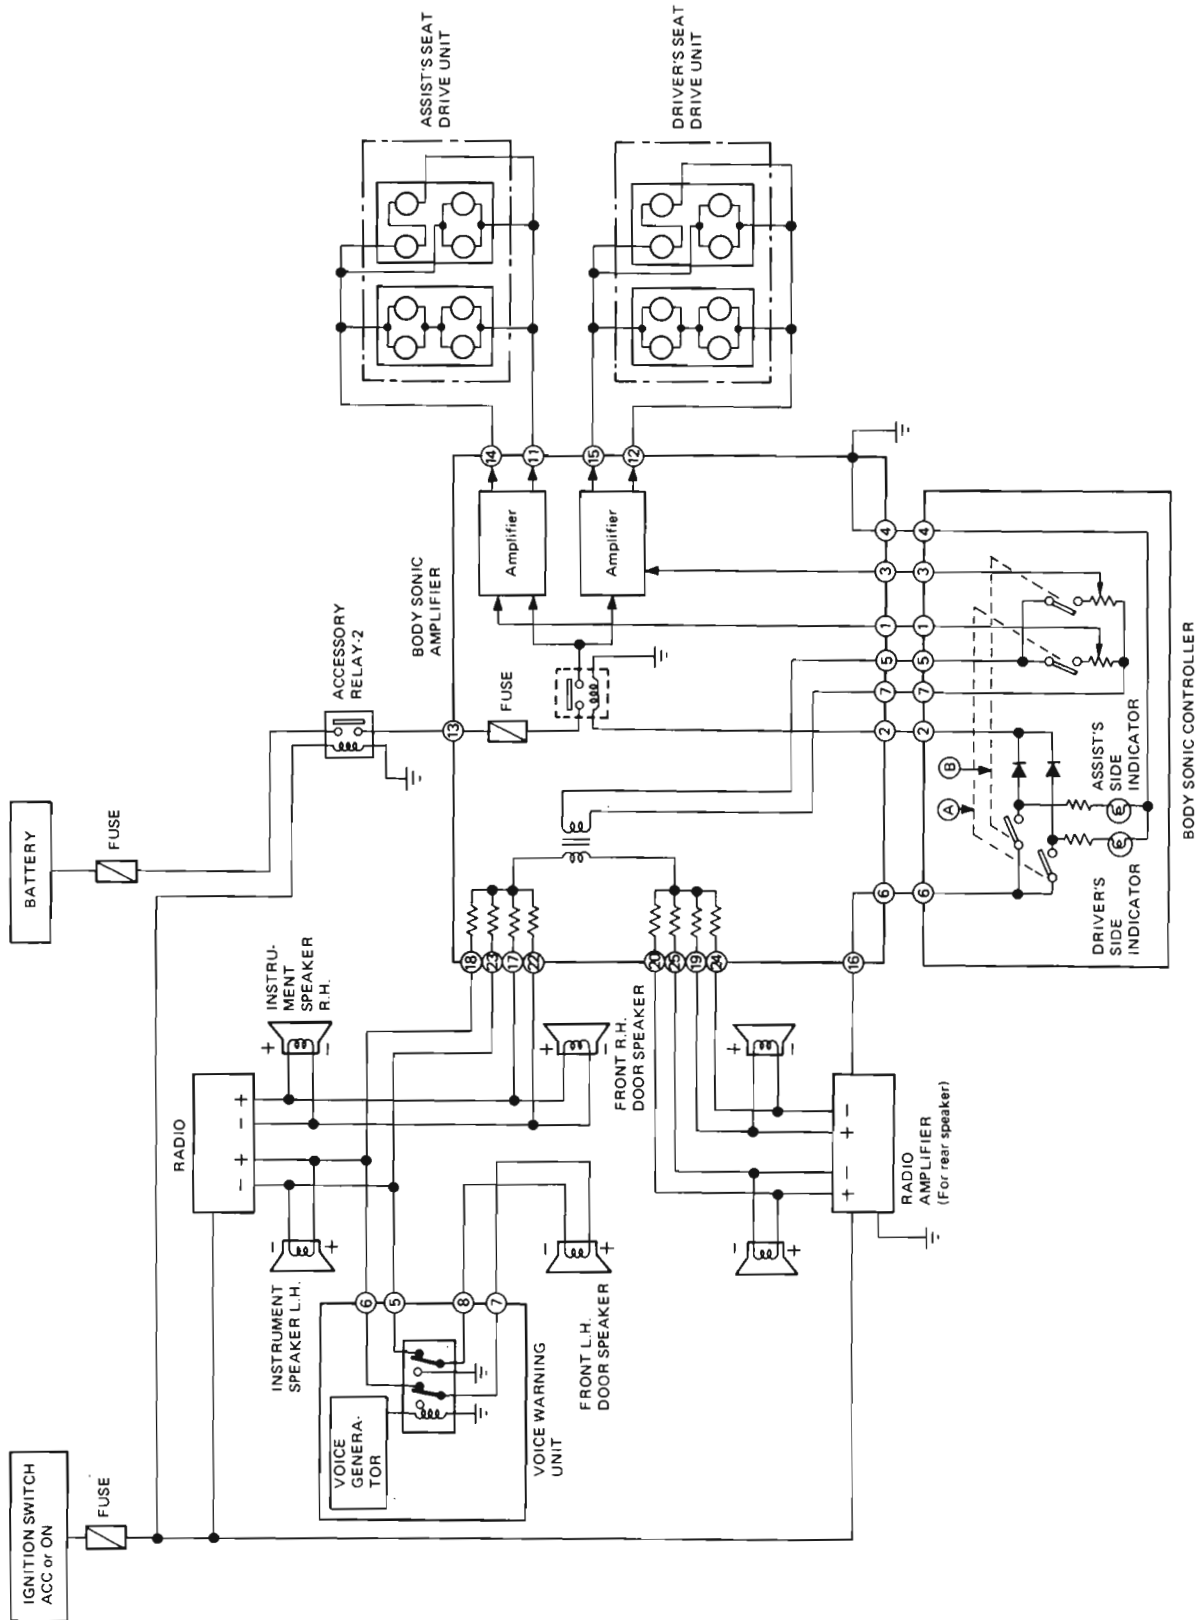 IGNITION SWITCH
ACC or ON
BATTERY
FUSE
FUSE
RADIO
- + - +
INSTRUMENT
SPEAKER L.H.
- +
INSTRU-
MENT
SPEAKER
R.H.
+ -
ACCESSORY
RELAY-2
VOICE
GENERA-
TOR
6
5
8
7
VOICE WARNING
UNIT
BODY SONIC
AMPLIFIER
13
FUSE
18
23
17
22
20
25
19
24
16
Amplifier
Amplifier
14
11
15
12
ASSIST'S SEAT
DRIVE UNIT
DRIVER'S SEAT
DRIVE UNIT
FRONT L.H.
DOOR SPEAKER
- +
FRONT R.H.
DOOR SPEAKER
+ -
- +
+ -
+ - + -
RADIO
AMPLIFIER
(For rear speaker)
6 2 7 5 1 3 4
6 2 7 5 1 3 4
A
B
DRIVER'S
SIDE
INDICATOR
ASSIST'S
SIDE
INDICATOR
BODY SONIC CONTROLLER